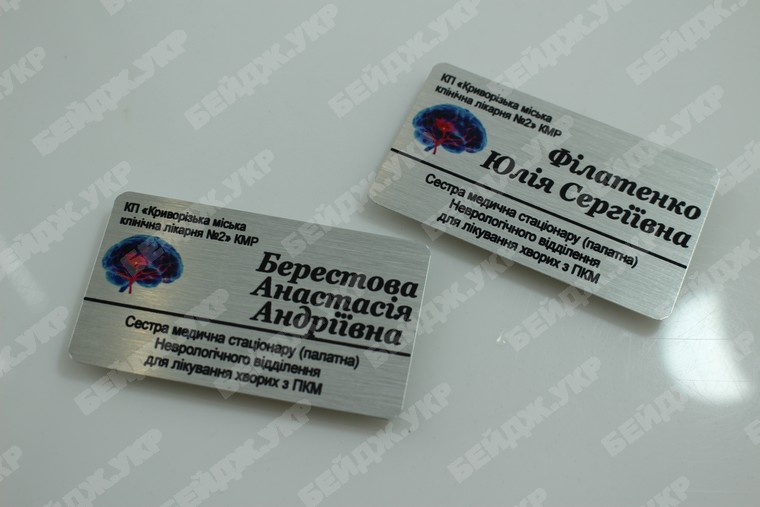 КП «Криворізька міська
клінічна лікарня №2» КМР
Філатенко
Юлія Сергіївна
Сестра медична стаціонару (палатна)
Неврологічного відділення
для лікування хворих з ПКМ
КП «Криворізька міська
клінічна лікарня №2» КМР
Берестова
Анастасія
Андріївна
Сестра медична стаціонару (палатна)
Неврологічного відділення
для лікування хворих з ПКМ
БЕЙДЖ.УКР